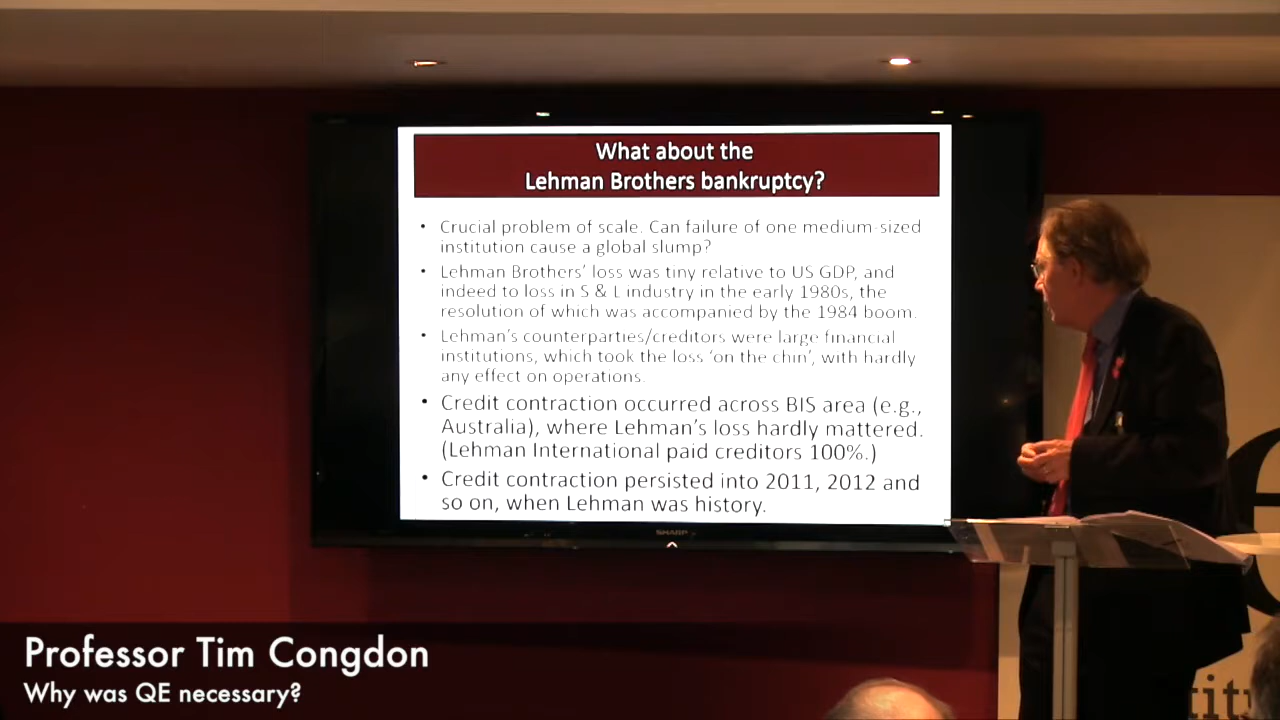 What about the
Lehman Brothers bankruptcy?
• Crucial problem of scale. Can failure of one medium-sized
institution cause a global slump?
• Lehman Brothers' loss was tiny relative to US GDP, and
indeed to loss in S & L industry in the early 1980s, the
resolution of which was accompanied by the 1984 boom.
• Lehman's counterparties/creditors were large financial
institutions, which took the loss 'on the chin', with hardly
any effect on operations.
• Credit contraction occurred across BIS area (e.g.,
Australia), where Lehman's loss hardly mattered.
(Lehman International paid creditors 100%.)
• Credit contraction persisted into 2011, 2012 and
so on, when Lehman was history.
SHARP
Professor Tim Congdon
Why was QE necessary?